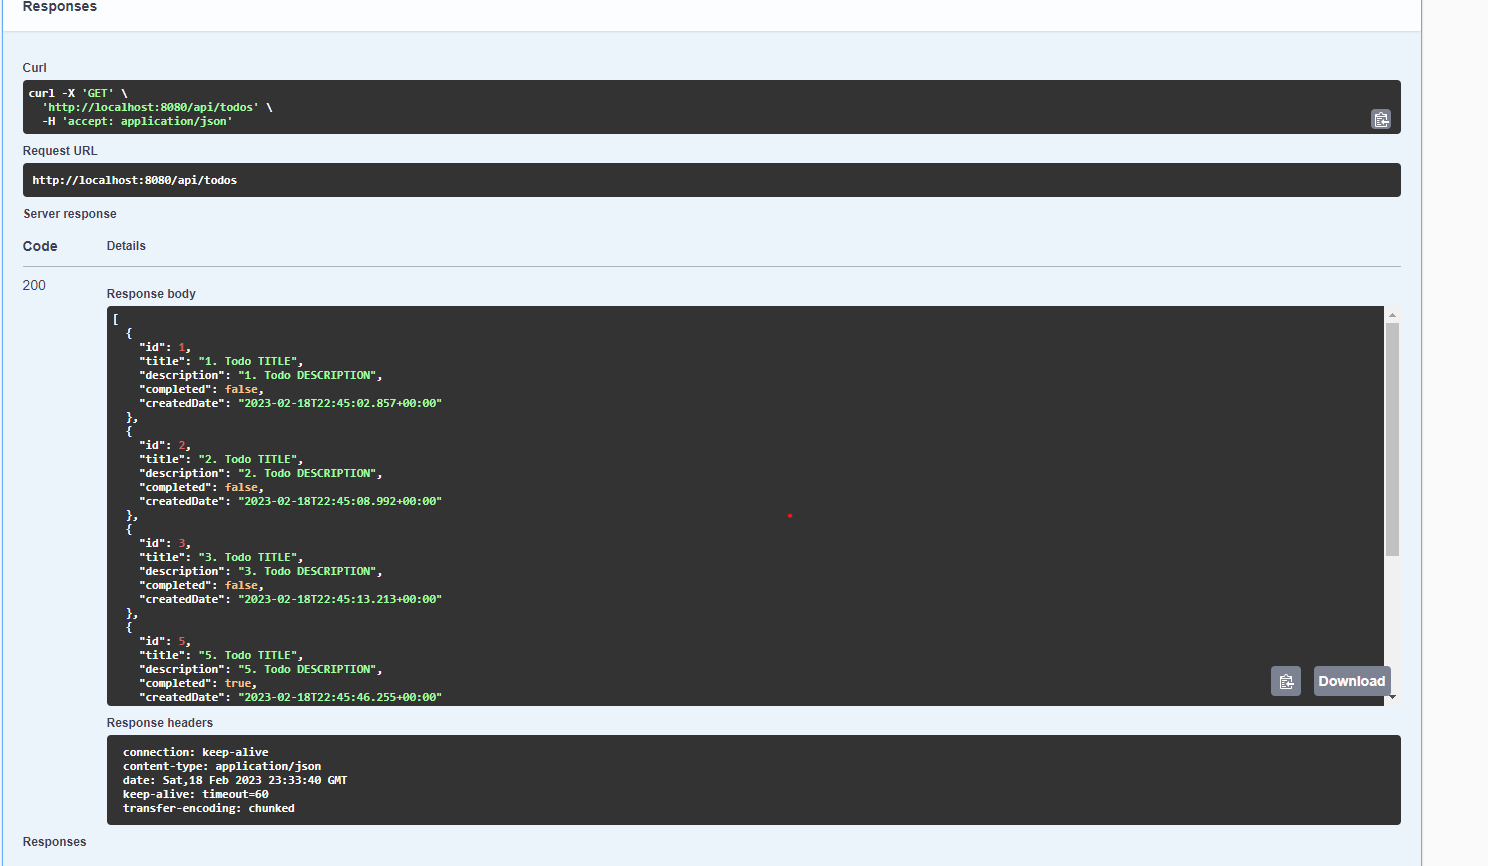 Responses
Curl
curl -X 'GET' \
  'http://localhost:8080/api/todos' \
  -H 'accept: application/json'
Request URL
http://localhost:8080/api/todos
Server response
Code Details
200
Response body
[
  {
    "id": 1,
    "title": "1. Todo TITLE",
    "description": "1. Todo DESCRIPTION",
    "completed": false,
    "createdDate": "2023-02-18T22:45:02.857+00:00"
  },
  {
    "id": 2,
    "title": "2. Todo TITLE",
    "description": "2. Todo DESCRIPTION",
    "completed": false,
    "createdDate": "2023-02-18T22:45:08.992+00:00"
  },
  {
    "id": 3,
    "title": "3. Todo TITLE",
    "description": "3. Todo DESCRIPTION",
    "completed": false,
    "createdDate": "2023-02-18T22:45:13.213+00:00"
  },
  {
    "id": 5,
    "title": "5. Todo TITLE",
    "description": "5. Todo DESCRIPTION",
    "completed": true,
    "createdDate": "2023-02-18T22:45:46.255+00:00"
Download
Response headers
connection: keep-alive
content-type: application/json
date: Sat,18 Feb 2023 23:33:40 GMT
keep-alive: timeout=60
transfer-encoding: chunked
Responses